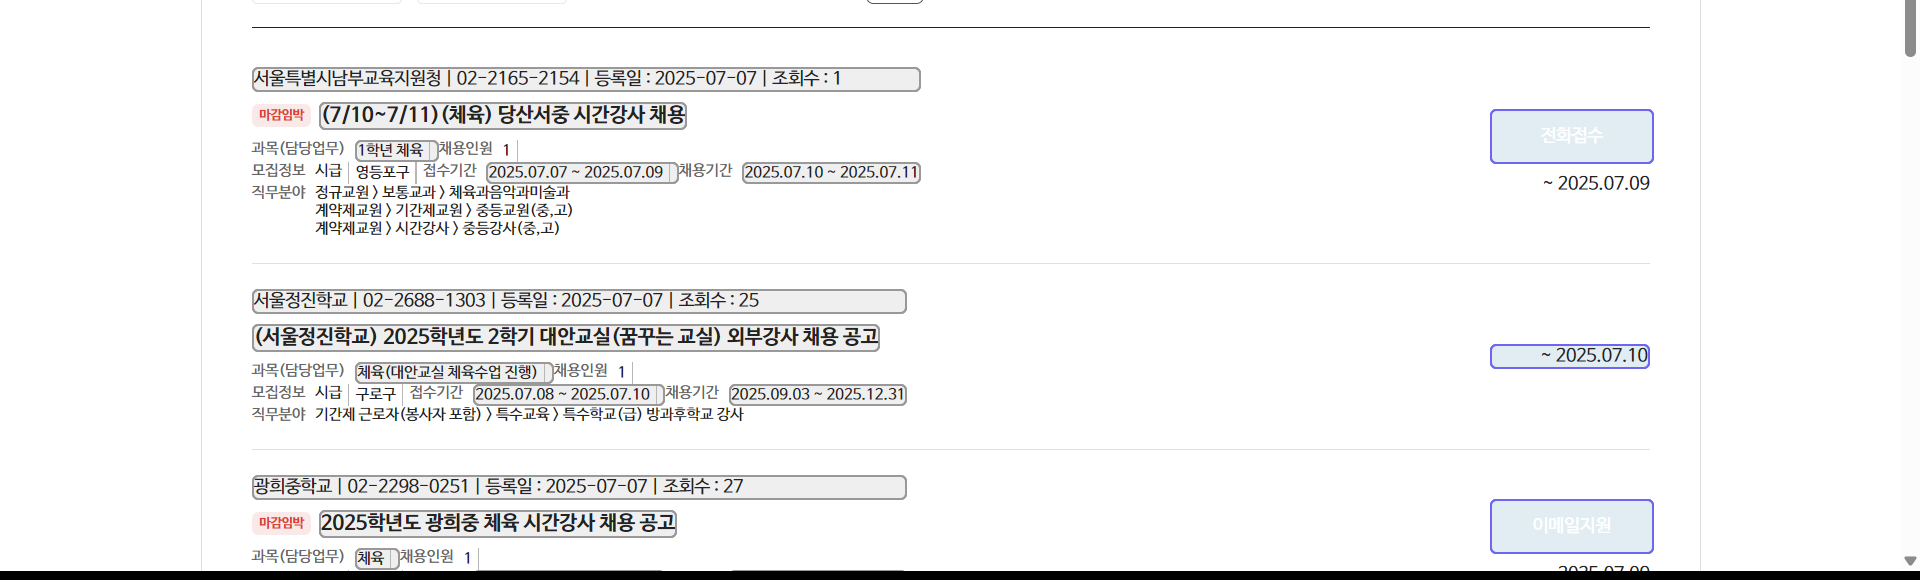 서울특별시남부교육지원청 | 02-2165-2154 | 등록일 : 2025-07-07 | 조회수 : 1
마감임박 (7/10~7/11) (체육) 당산서중 시간강사 채용
전화접수
과목(담당업무) 1학년 체육 채용인원 1
모집정보 시급 영등포구 접수기간 2025.07.07 ~ 2025.07.09 채용기간 2025.07.10 ~ 2025.07.11
~ 2025.07.09
직무분야 정규교원 > 보통교과 > 체육과음악과미술과
계약제교원 > 기간제교원 > 중등교원(중,고)
계약제교원 > 시간강사 > 중등강사(중,고)
서울정진학교 | 02-2688-1303 | 등록일 : 2025-07-07 | 조회수 : 25
(서울정진학교) 2025학년도 2학기 대안교실(꿈꾸는 교실) 외부강사 채용 공고
~ 2025.07.10
과목(담당업무) 체육(대안교실 체육수업 진행) 채용인원 1
모집정보 시급 구로구 접수기간 2025.07.08 ~ 2025.07.10 채용기간 2025.09.03 ~ 2025.12.31
직무분야 기간제 근로자(봉사자 포함) > 특수교육 > 특수학교(급) 방과후학교 강사
광희중학교 | 02-2298-0251 | 등록일 : 2025-07-07 | 조회수 : 27
마감임박 2025학년도 광희중 체육 시간강사 채용 공고
이메일지원
과목(담당업무) 체육 채용인원 1